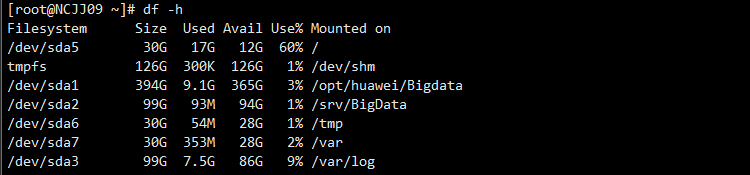 [root@NCJJ09 ~]# df -h
Filesystem      Size  Used Avail Use% Mounted on
/dev/sda5        30G   17G   12G  60% /
tmpfs           126G  300K  126G   1% /dev/shm
/dev/sda1       394G  9.1G  365G   3% /opt/huawei/Bigdata
/dev/sda2        99G   93M   94G   1% /srv/BigData
/dev/sda6        30G   54M   28G   1% /tmp
/dev/sda7        30G  353M   28G   2% /var
/dev/sda3        99G  7.5G   86G   9% /var/log